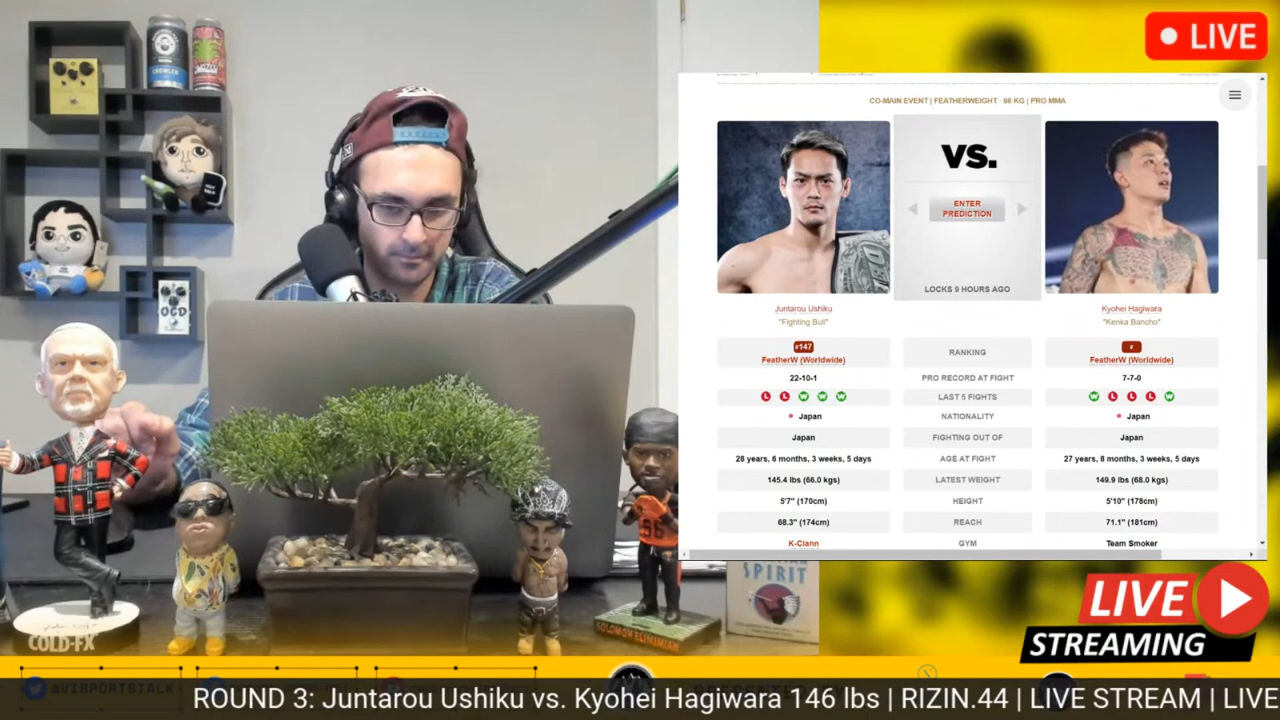 LIVE
CO-MAIN EVENT | FEATHERWEIGHT · 66 KG | PRO MMA
VS.
ENTER
PREDICTION
LOCKS 9 HOURS AGO
Juntarou Ushiku
Kyohei Hagiwara
"Fighting Bull"
"Kenka Bancho"
#147
RANKING
#
FeatherW (Worldwide)
FeatherW (Worldwide)
22-10-1
PRO RECORD AT FIGHT
7-7-0
L L W W W
LAST 5 FIGHTS
W L L L W
Japan
NATIONALITY
Japan
Japan
FIGHTING OUT OF
Japan
28 years, 6 months, 3 weeks, 5 days
AGE AT FIGHT
27 years, 8 months, 3 weeks, 5 days
145.4 lbs (66.0 kgs)
LATEST WEIGHT
149.9 lbs (68.0 kgs)
5'7" (170cm)
HEIGHT
5'10" (178cm)
68.3" (174cm)
REACH
71.1" (181cm)
K-Clann
GYM
Team Smoker
CROWLER
OCD
COLD-FX
SOLOMON ELIMIMIAN
SPIRIT
LIVE
STREAMING
@VISPORTSTALK
ROUND 3: Juntarou Ushiku vs. Kyohei Hagiwara 146 lbs | RIZIN.44 | LIVE STREAM | LIVE